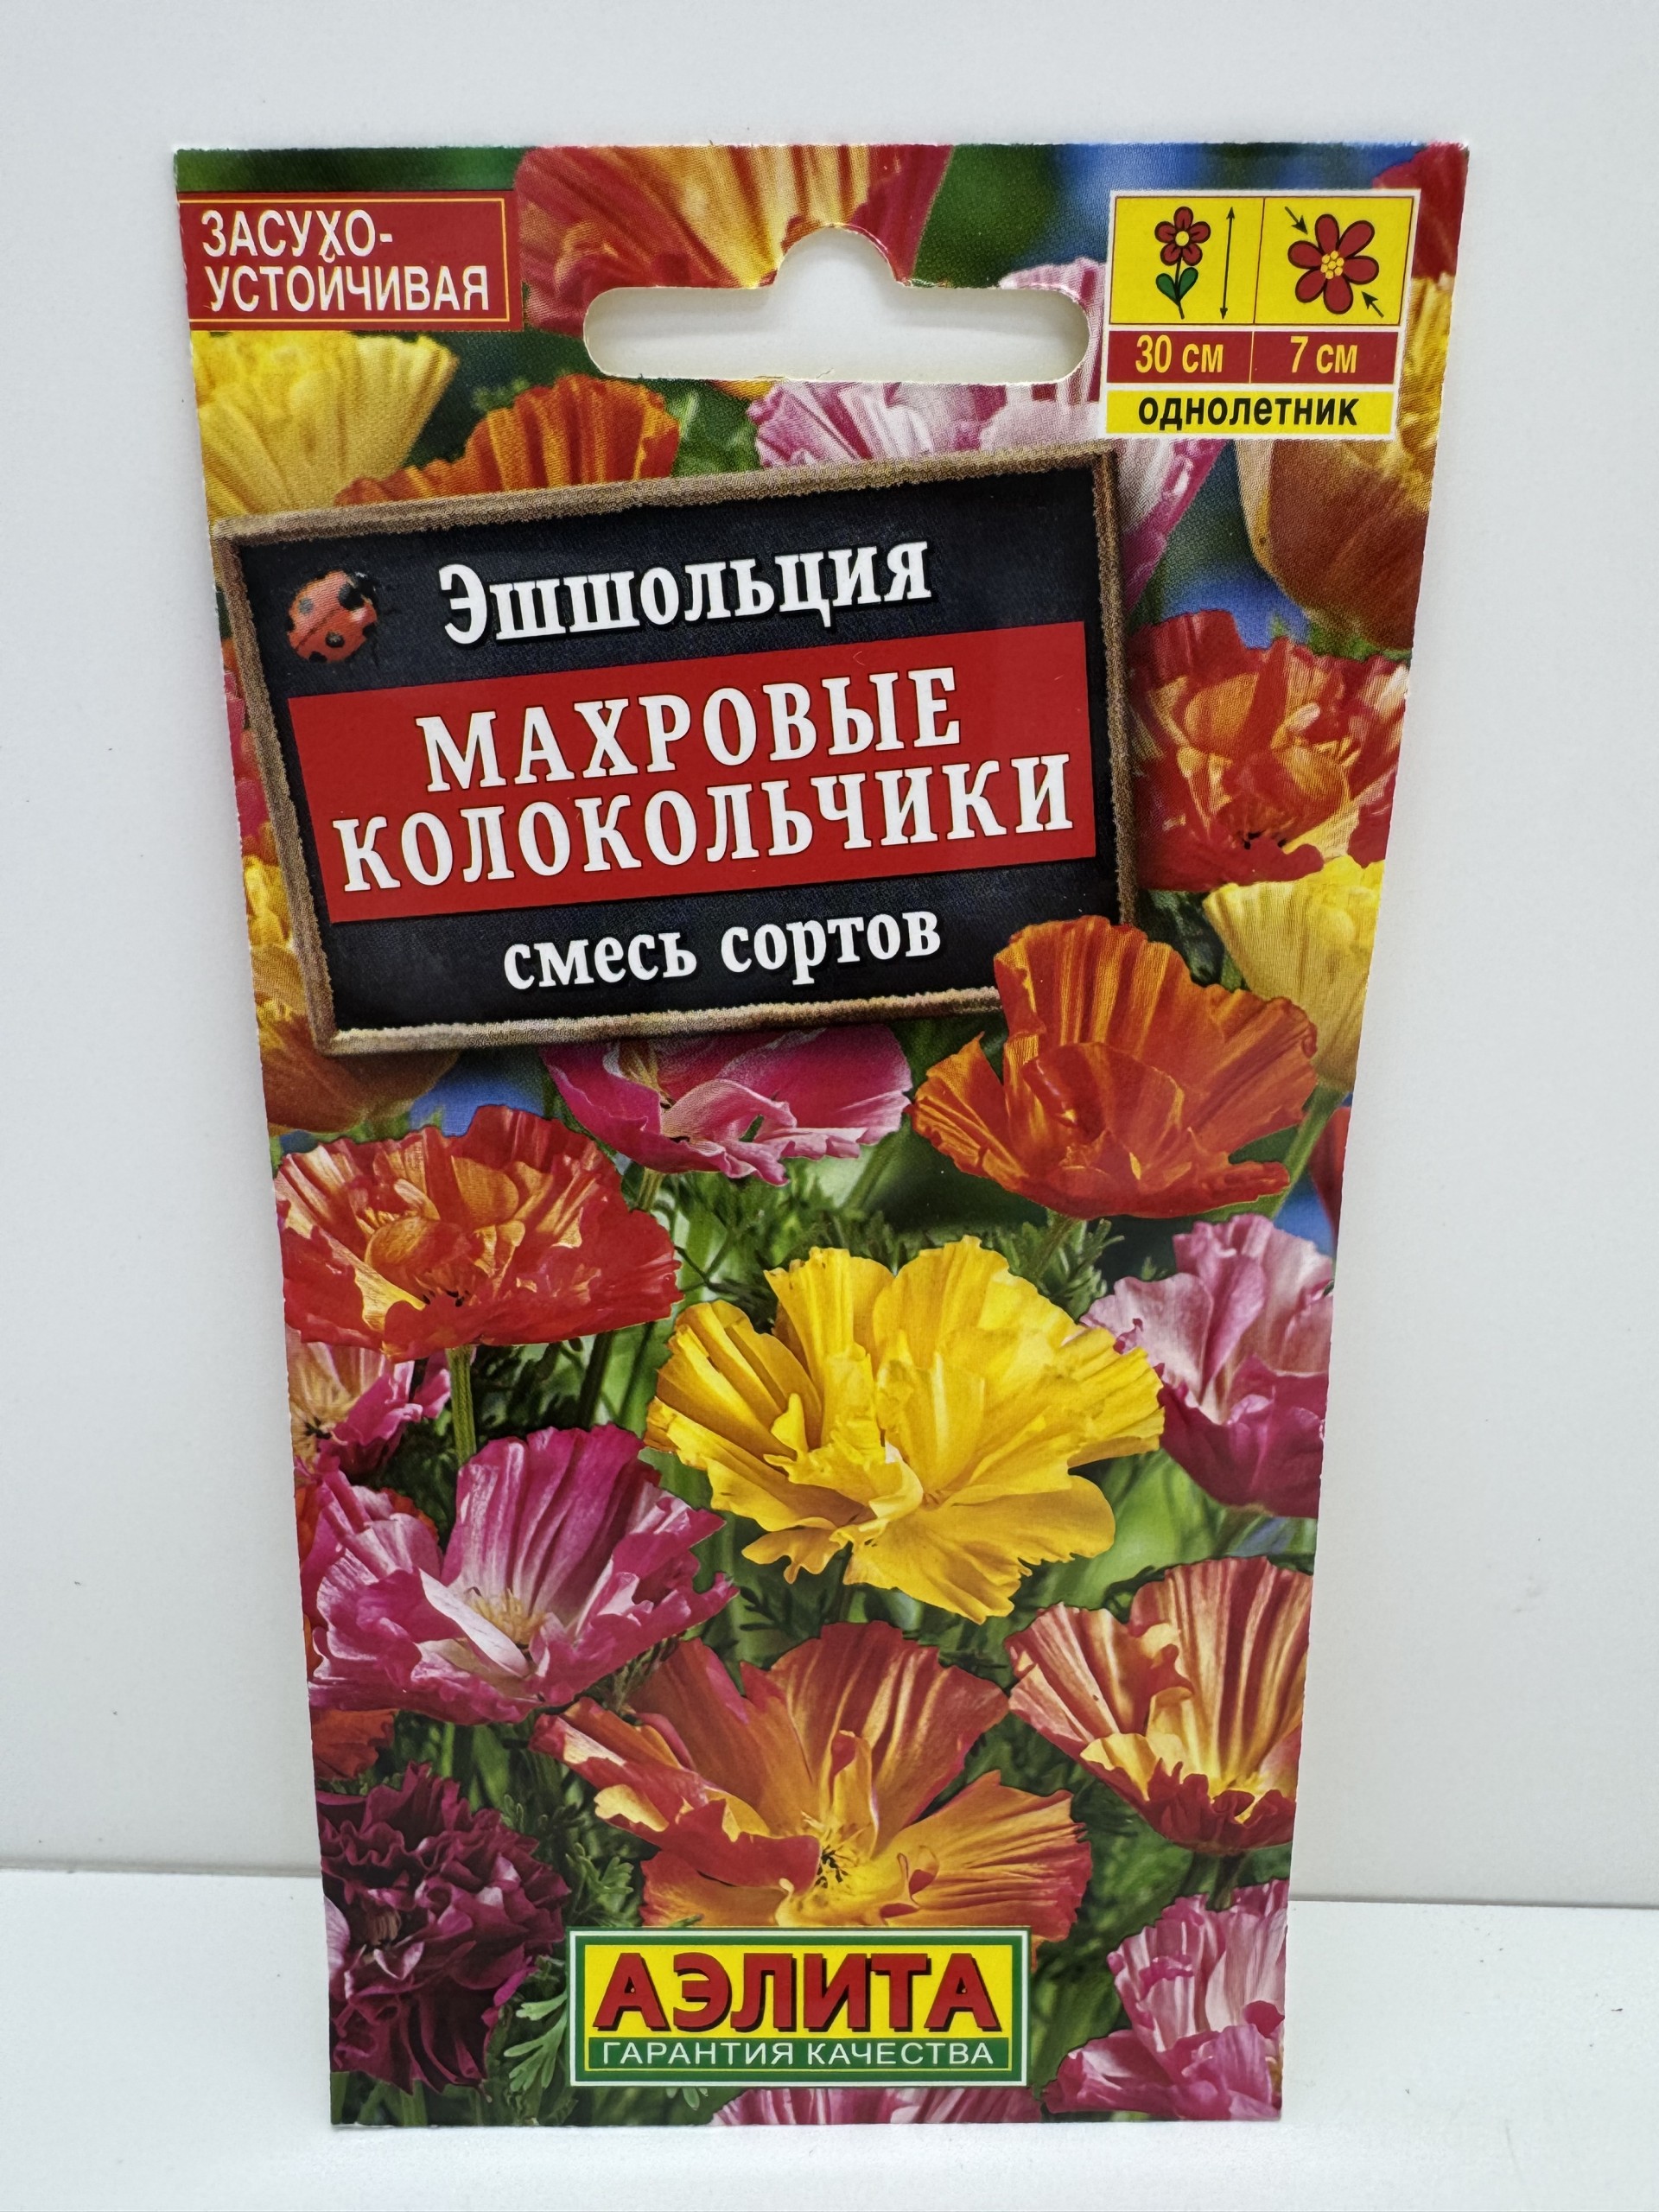 ЗАСУХО-
УСТОЙЧИВАЯ
30 см 7 см
однолетник
Эшшольция
МАХРОВЫЕ
КОЛОКОЛЬЧИКИ
смесь сортов
АЭЛИТА
ГАРАНТИЯ КАЧЕСТВА